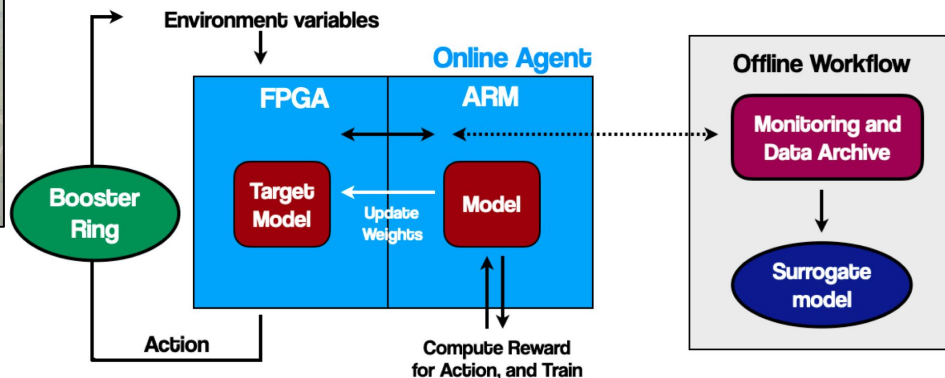 Environment variables
Online Agent
FPGA
ARM
Target
Model
Update
Weights
Model
Booster
Ring
Action
Compute Reward
for Action, and Train
Offline Workflow
Monitoring and
Data Archive
Surrogate
model